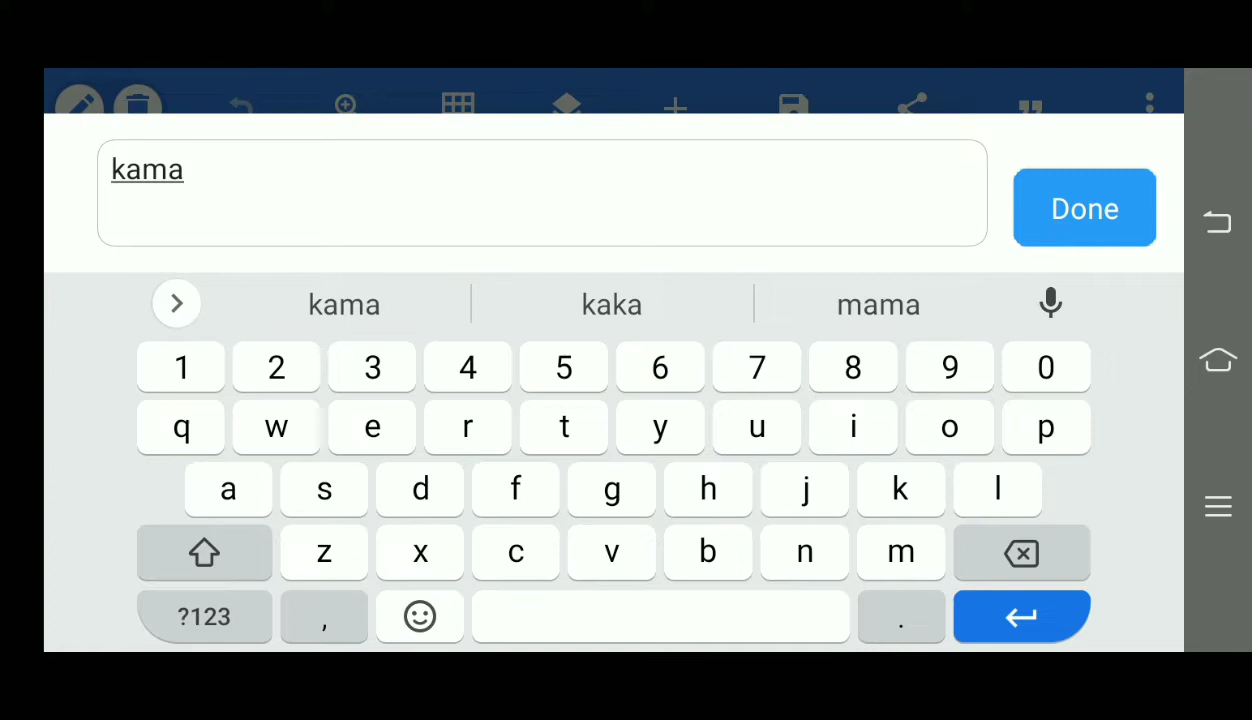 kama
Done
kama kaka mama
1 2 3 4 5 6 7 8 9 0
q w e r t y u i o p
a s d f g h j k l
z x c v b n m
?123 , .